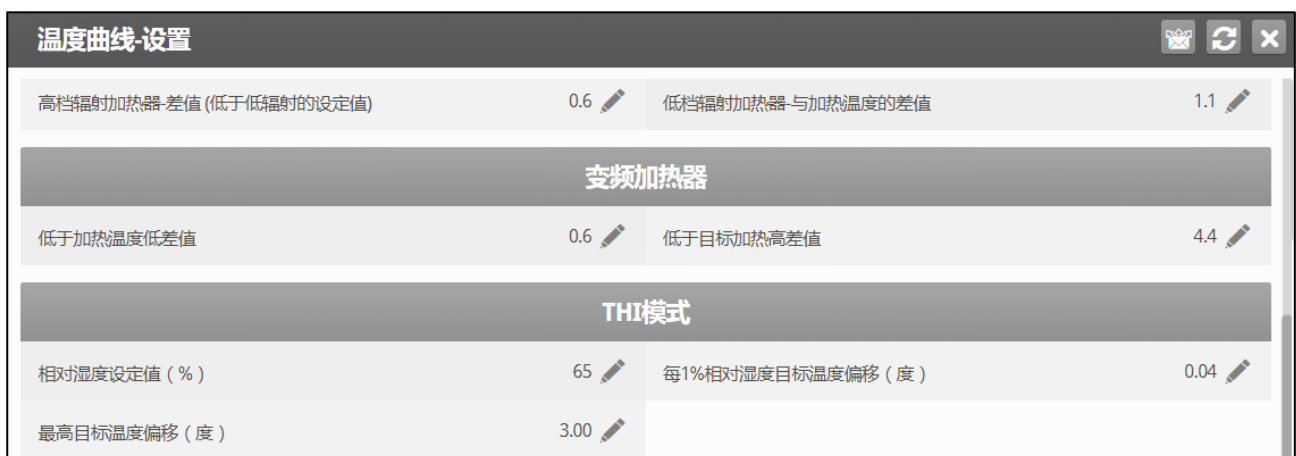 温度曲线-设置
高档辐射加热器-差值 (低于低辐射的设定值) 0.6 低档辐射加热器-与加热温度的差值 1.1
变频加热器
低于加热温度低差值 0.6 低于目标加热高差值 4.4
THI模式
相对湿度设定值（%） 65 每1%相对湿度目标温度偏移（度） 0.04
最高目标温度偏移（度） 3.00